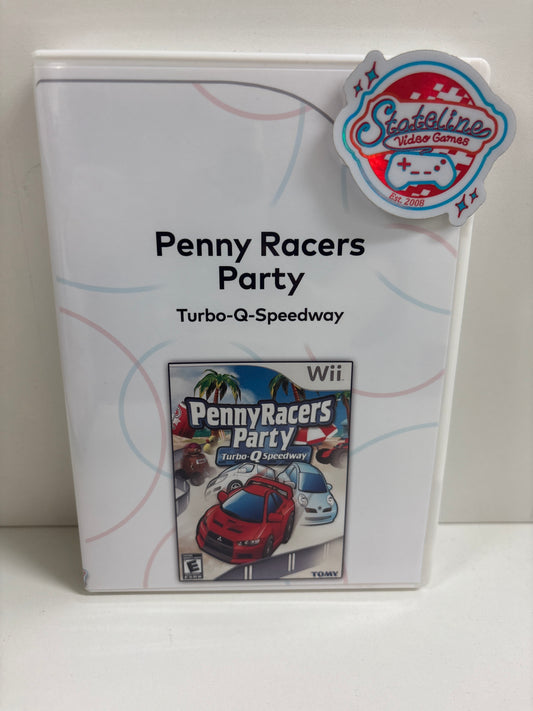 Stateline
Video Games
Est. 2008
Penny Racers
Party
Turbo-Q-Speedway
Wii
PennyRacers
Party
Turbo-Q Speedway
E
TOMY